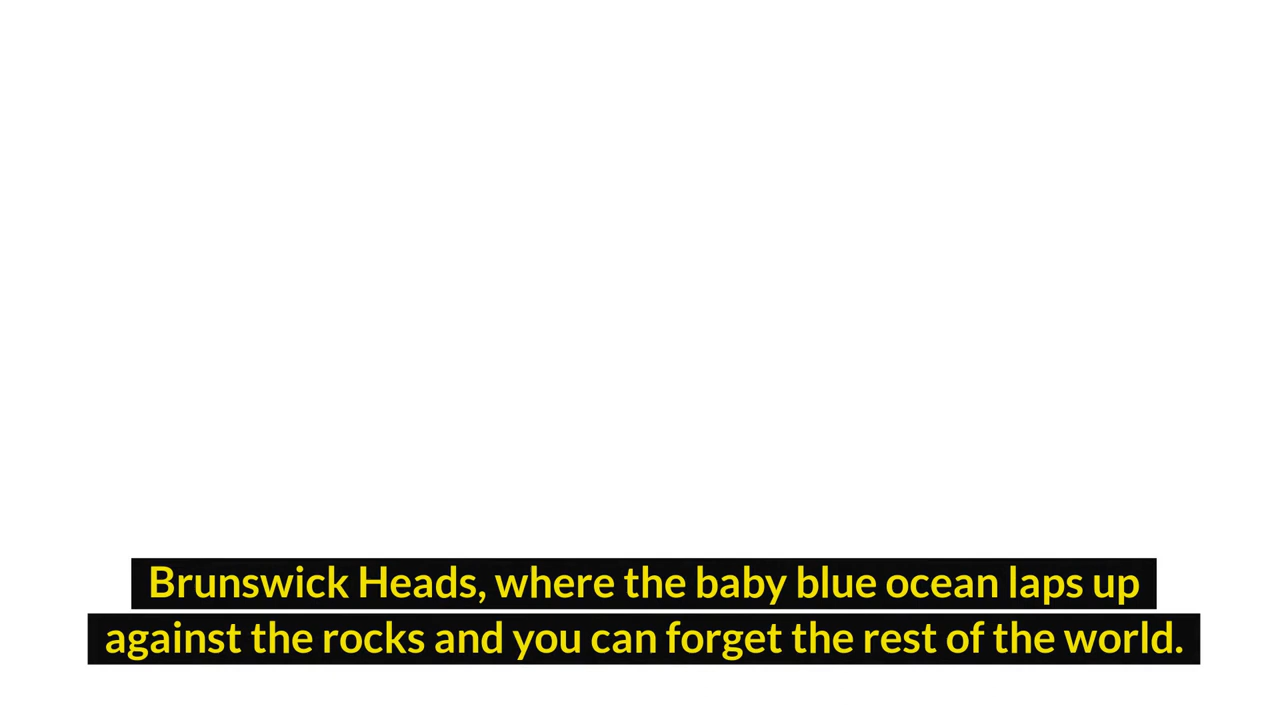 Brunswick Heads, where the baby blue ocean laps up
against the rocks and you can forget the rest of the world.